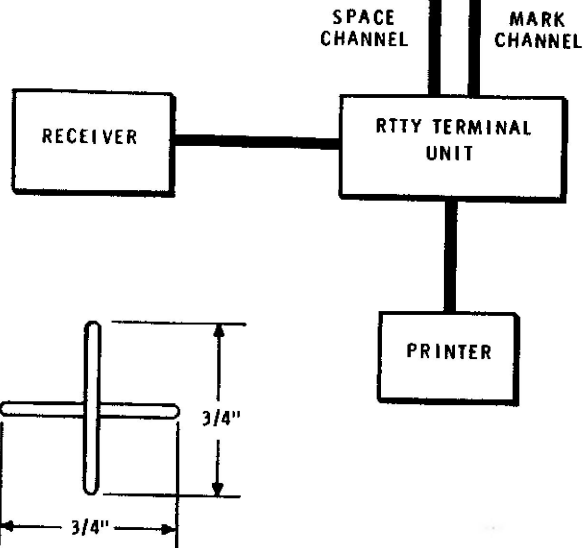 SPACE
CHANNEL
MARK
CHANNEL
RECEIVER
RTTY TERMINAL
UNIT
PRINTER
3/4"
3/4"